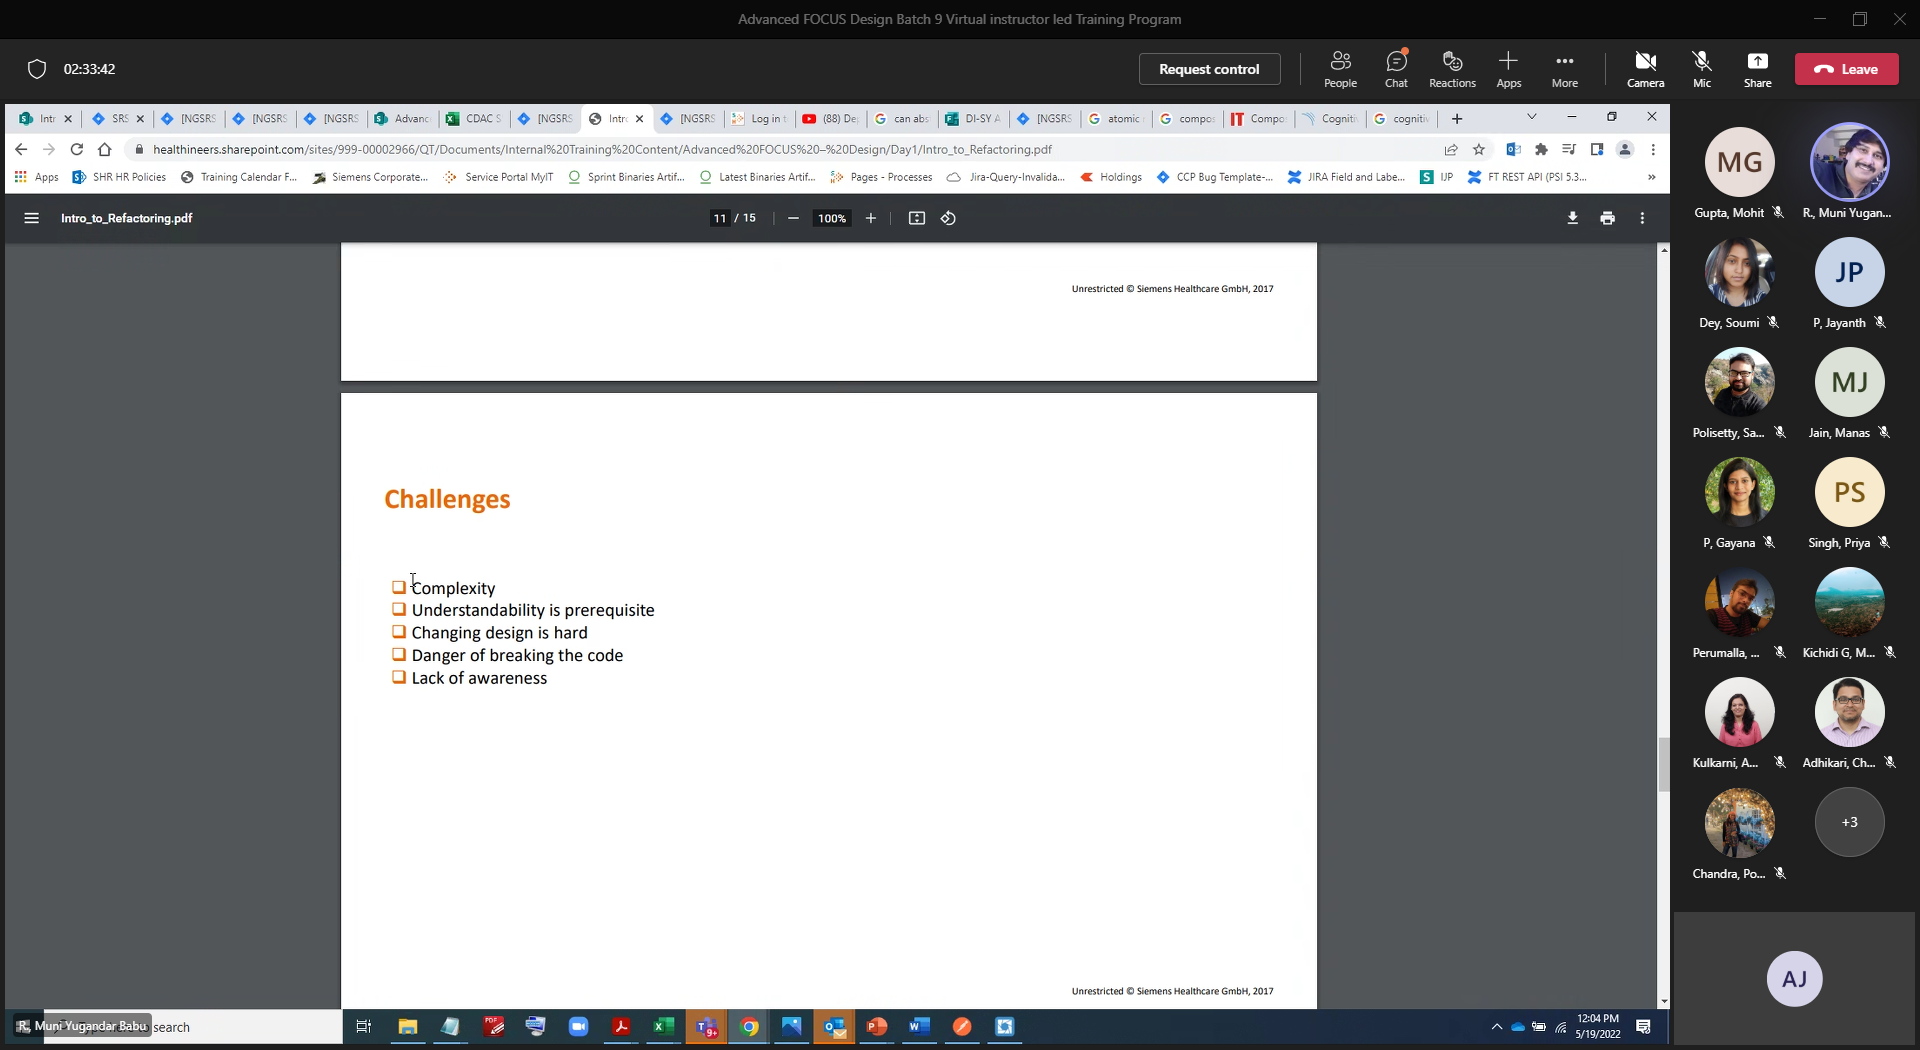 Advanced FOCUS Design Batch 9 Virtual instructor led Training Program
02:33:42
Request control
People
Chat
Reactions
Apps
More
Camera
Mic
Share
Leave
Intr
SRS
[NGSRS
[NGSRS
[NGSRS
Advanc
CDAC S
[NGSRS
Intr
[NGSRS
Log in t
(88) De
can abs
DI-SY A
[NGSRS
atomic
compos
Compo
Cogniti
cognitiv
healthineers.sharepoint.com/sites/999-00002966/QT/Documents/Internal%20Training%20Content/Advanced%20FOCUS%20–%20Design/Day1/Intro_to_Refactoring.pdf
Apps
SHR HR Policies
Training Calendar F...
Siemens Corporate...
Service Portal MyIT
Sprint Binaries Artif...
Latest Binaries Artif...
Pages - Processes
Jira-Query-Invalida...
Holdings
CCP Bug Template-...
JIRA Field and Labe...
IJP
FT REST API (PSI 5.3...
»
Intro_to_Refactoring.pdf
11 / 15
100%
Unrestricted © Siemens Healthcare GmbH, 2017
Challenges
Complexity
Understandability is prerequisite
Changing design is hard
Danger of breaking the code
Lack of awareness
Unrestricted © Siemens Healthcare GmbH, 2017
MG
Gupta, Mohit
R., Muni Yugan...
Dey, Soumi
JP
P, Jayanth
Polisetty, Sa...
MJ
Jain, Manas
P, Gayana
PS
Singh, Priya
Perumalla, ...
Kichidi G, M...
Kulkarni, A...
Adhikari, Ch...
Chandra, Po...
+3
AJ
R., Muni Yugandar Babu
search
9+
12:04 PM
5/19/2022